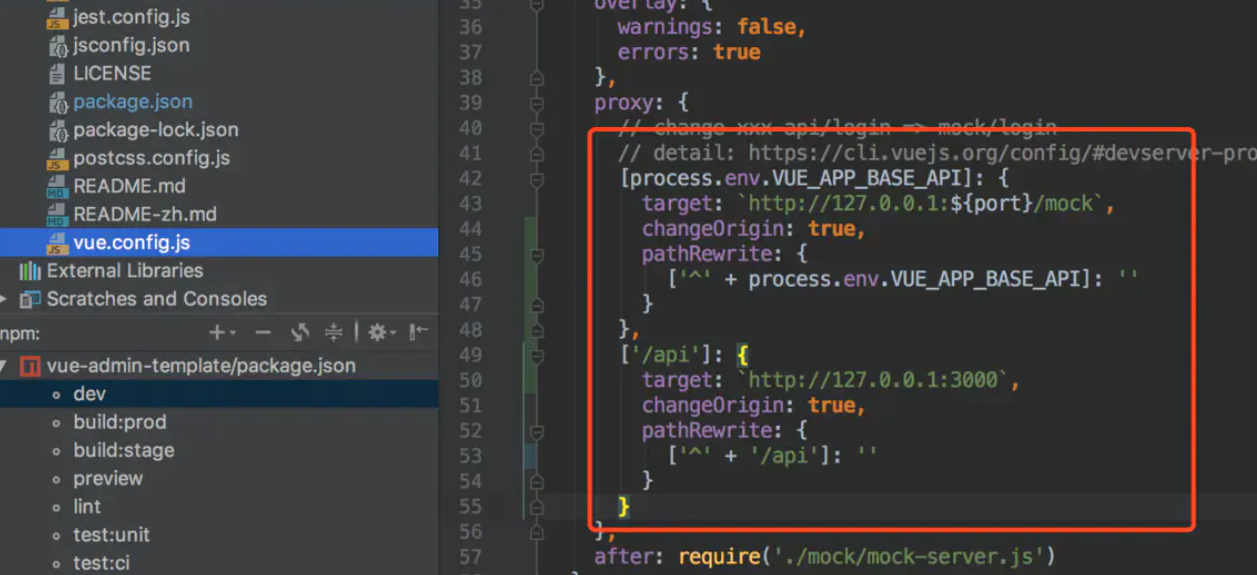 jest.config.js
jsconfig.json
LICENSE
package.json
package-lock.json
postcss.config.js
README.md
README-zh.md
vue.config.js
External Libraries
Scratches and Consoles
npm:
vue-admin-template/package.json
dev
build:prod
build:stage
preview
lint
test:unit
test:ci
35 overlay: {
36 warnings: false,
37 errors: true
38 },
39 proxy: {
40 // change xxx-api/login => mock/login
41 // detail: https://cli.vuejs.org/config/#devserver-pro
42 [process.env.VUE_APP_BASE_API]: {
43 target: `http://127.0.0.1:${port}/mock`,
44 changeOrigin: true,
45 pathRewrite: {
46 ['^' + process.env.VUE_APP_BASE_API]: ''
47 }
48 },
49 ['/api']: {
50 target: `http://127.0.0.1:3000`,
51 changeOrigin: true,
52 pathRewrite: {
53 ['^' + '/api']: ''
54 }
55 }
56 },
57 after: require('./mock/mock-server.js')